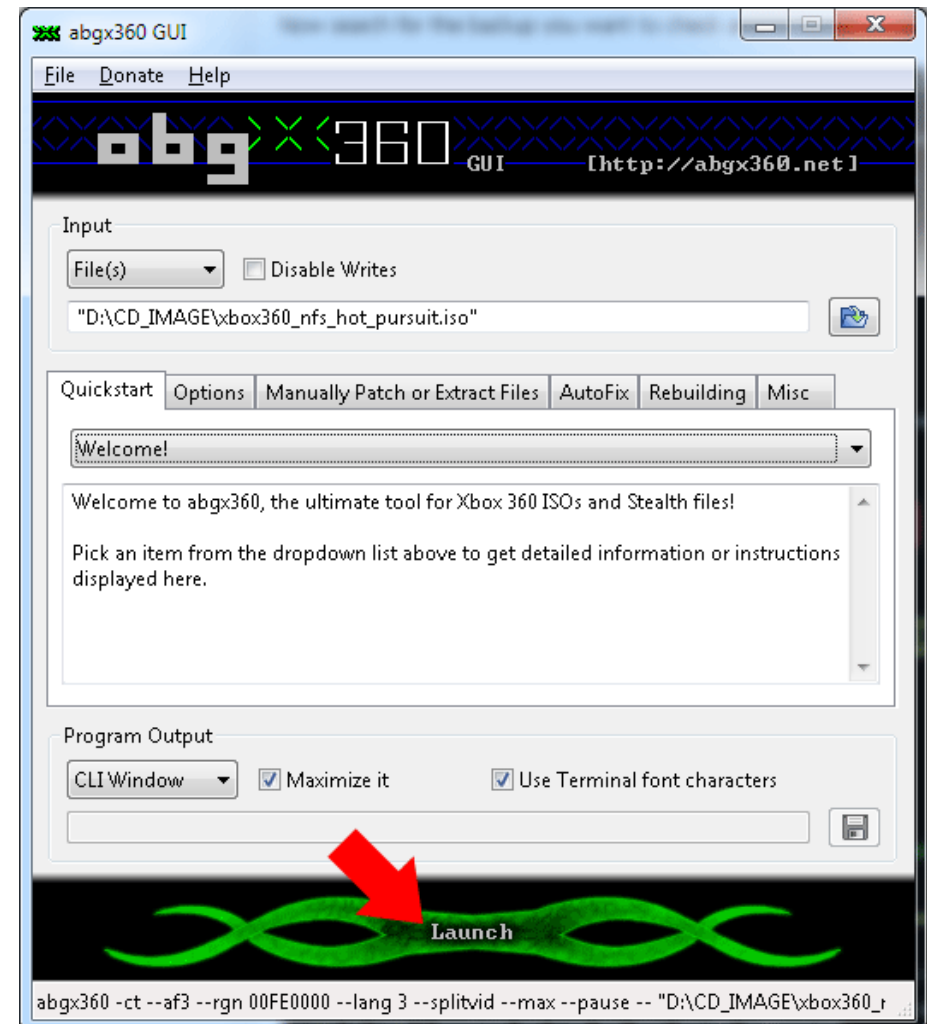 abgx360 GUI
File Donate Help
abgx360 GUI [http://abgx360.net]
Input
File(s) Disable Writes
"D:\CD_IMAGE\xbox360_nfs_hot_pursuit.iso"
Quickstart Options Manually Patch or Extract Files AutoFix Rebuilding Misc
Welcome!
Welcome to abgx360, the ultimate tool for Xbox 360 ISOs and Stealth files!
Pick an item from the dropdown list above to get detailed information or instructions
displayed here.
Program Output
CLI Window Maximize it Use Terminal font characters
Launch
abgx360 -ct --af3 --rgn 00FE0000 --lang 3 --splitvid --max --pause -- "D:\CD_IMAGE\xbox360_